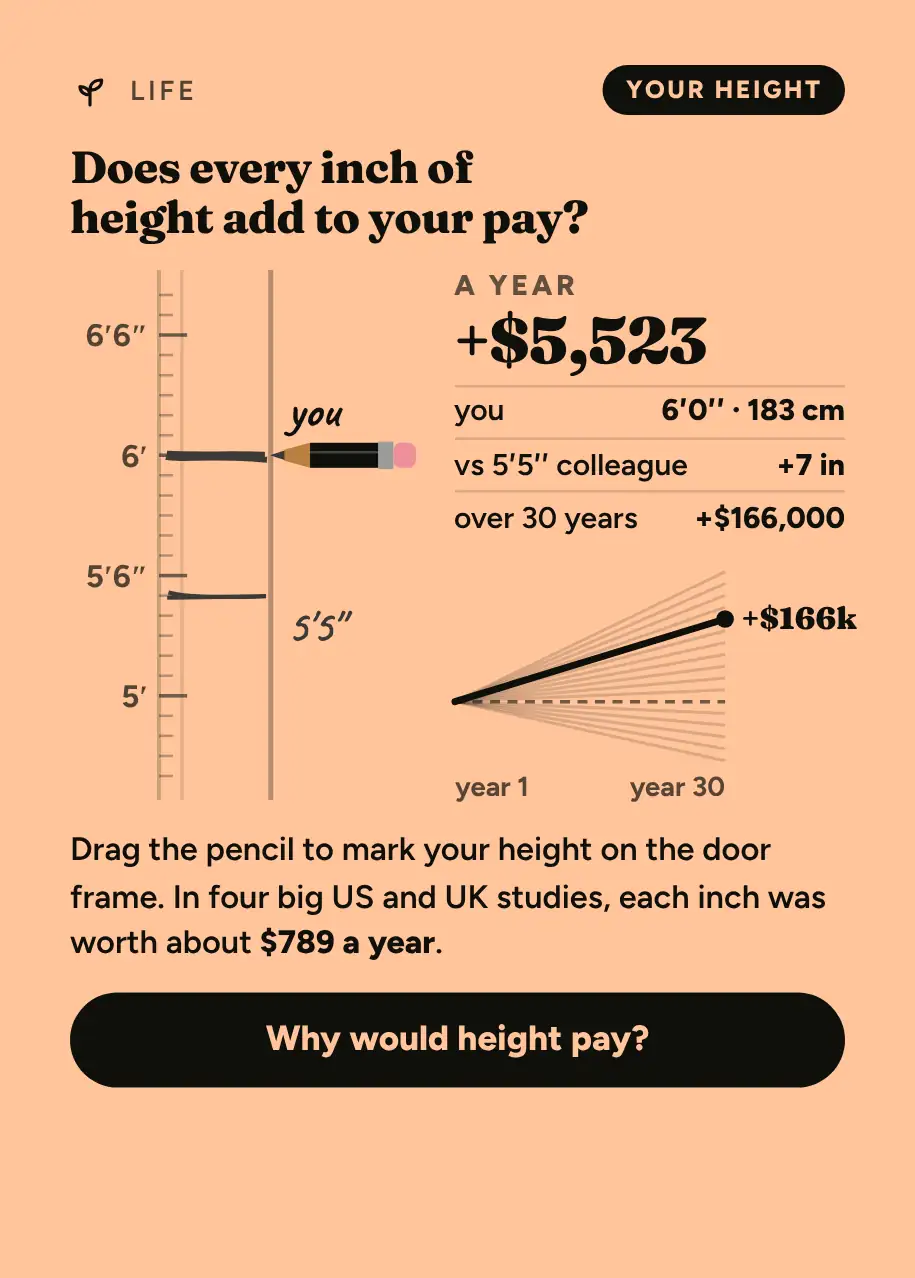 LIFE
YOUR HEIGHT
Does every inch of
height add to your pay?
6'6"
6'
5'6"
5'
you
5'5"
A YEAR
+$5,523
you 6'0'' · 183 cm
vs 5'5'' colleague +7 in
over 30 years +$166,000
+$166k
year 1 year 30
Drag the pencil to mark your height on the door
frame. In four big US and UK studies, each inch was
worth about $789 a year.
Why would height pay?